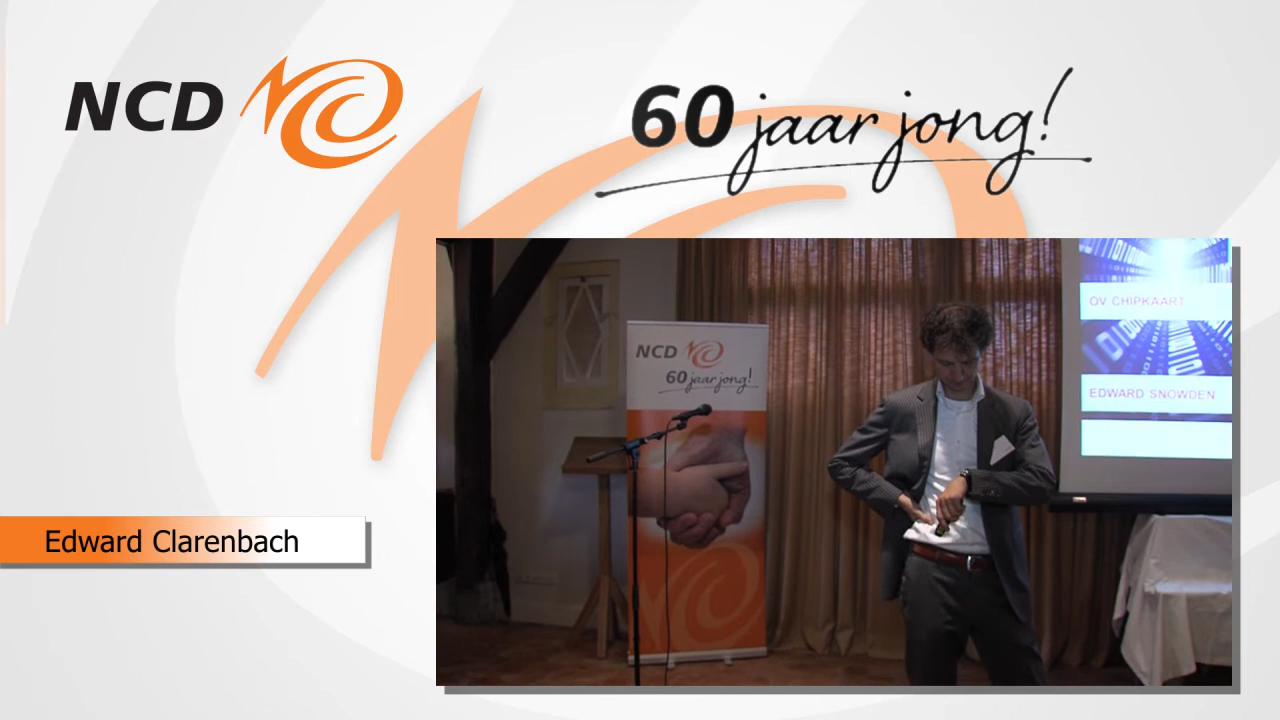 NCD
60 jaar jong!
NCD
60 jaar jong!
OV CHIPKAART
EDWARD SNOWDEN
Edward Clarenbach